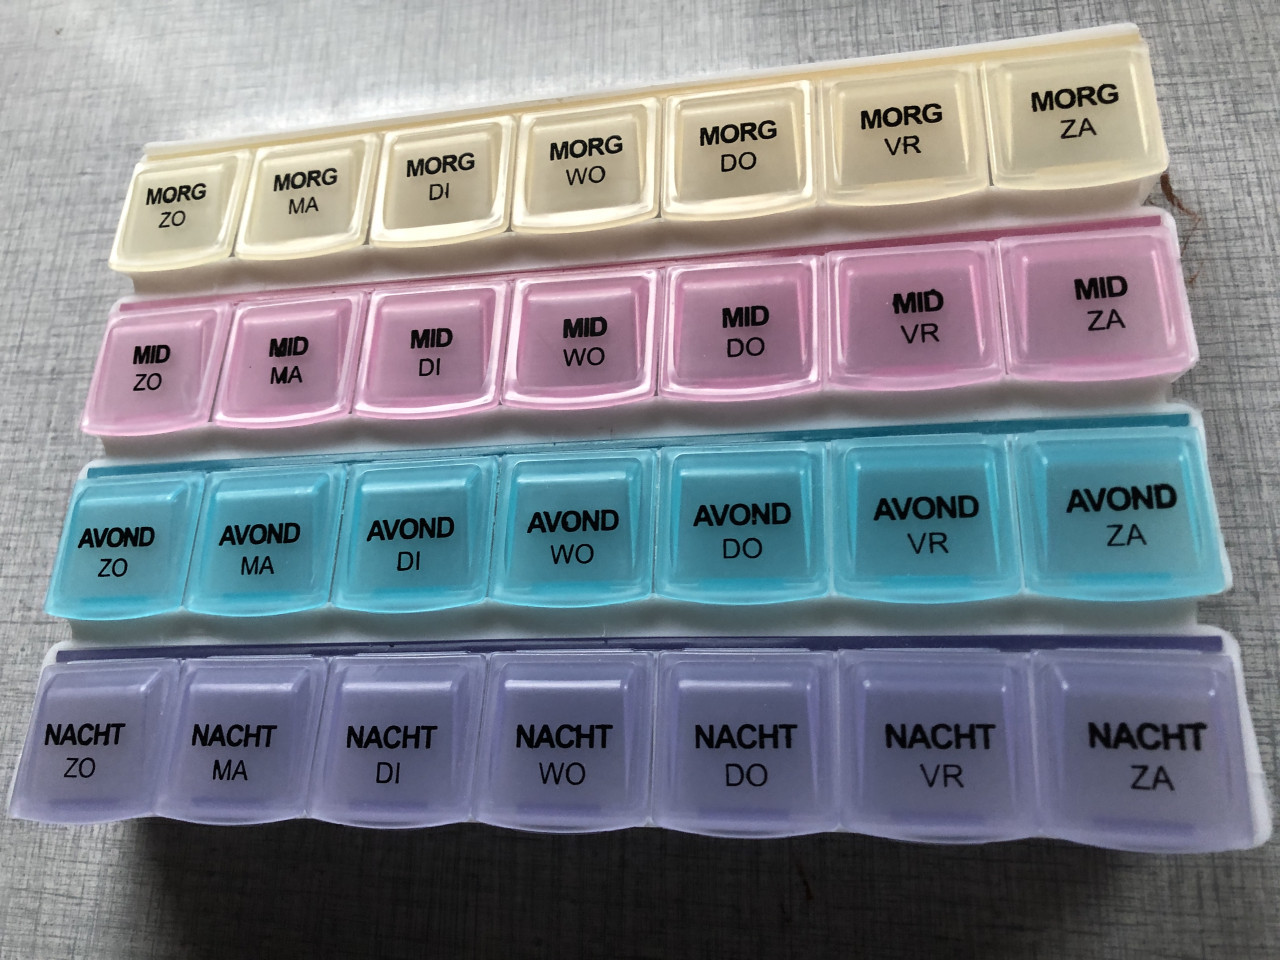 MORG MORG MORG MORG MORG MORG MORG
ZO MA DI WO DO VR ZA
MID MID MID MID MID MID MID
ZO MA DI WO DO VR ZA
AVOND AVOND AVOND AVOND AVOND AVOND AVOND
ZO MA DI WO DO VR ZA
NACHT NACHT NACHT NACHT NACHT NACHT NACHT
ZO MA DI WO DO VR ZA